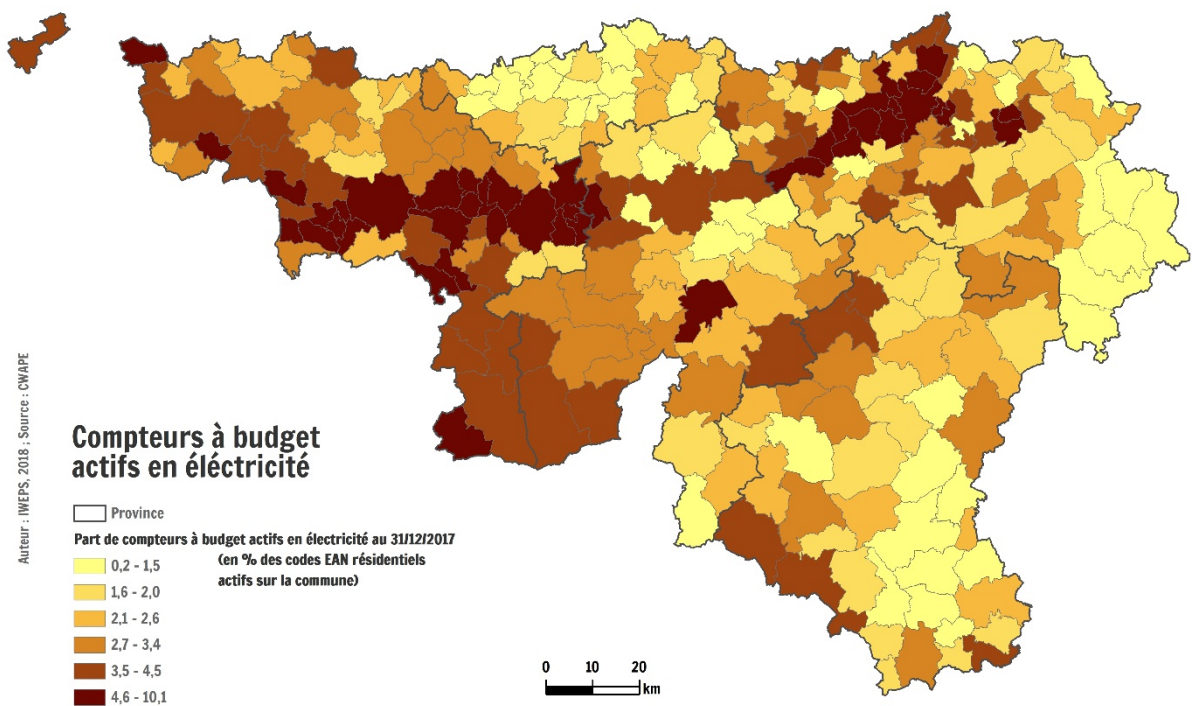 Auteur : IWEPS, 2018 ; Source : CWAPE
Compteurs à budget
actifs en éléctricité
Province
Part de compteurs à budget actifs en électricité au 31/12/2017
(en % des codes EAN résidentiels
actifs sur la commune)
0,2 - 1,5
1,6 - 2,0
2,1 - 2,6
2,7 - 3,4
3,5 - 4,5
4,6 - 10,1
0 10 20
km